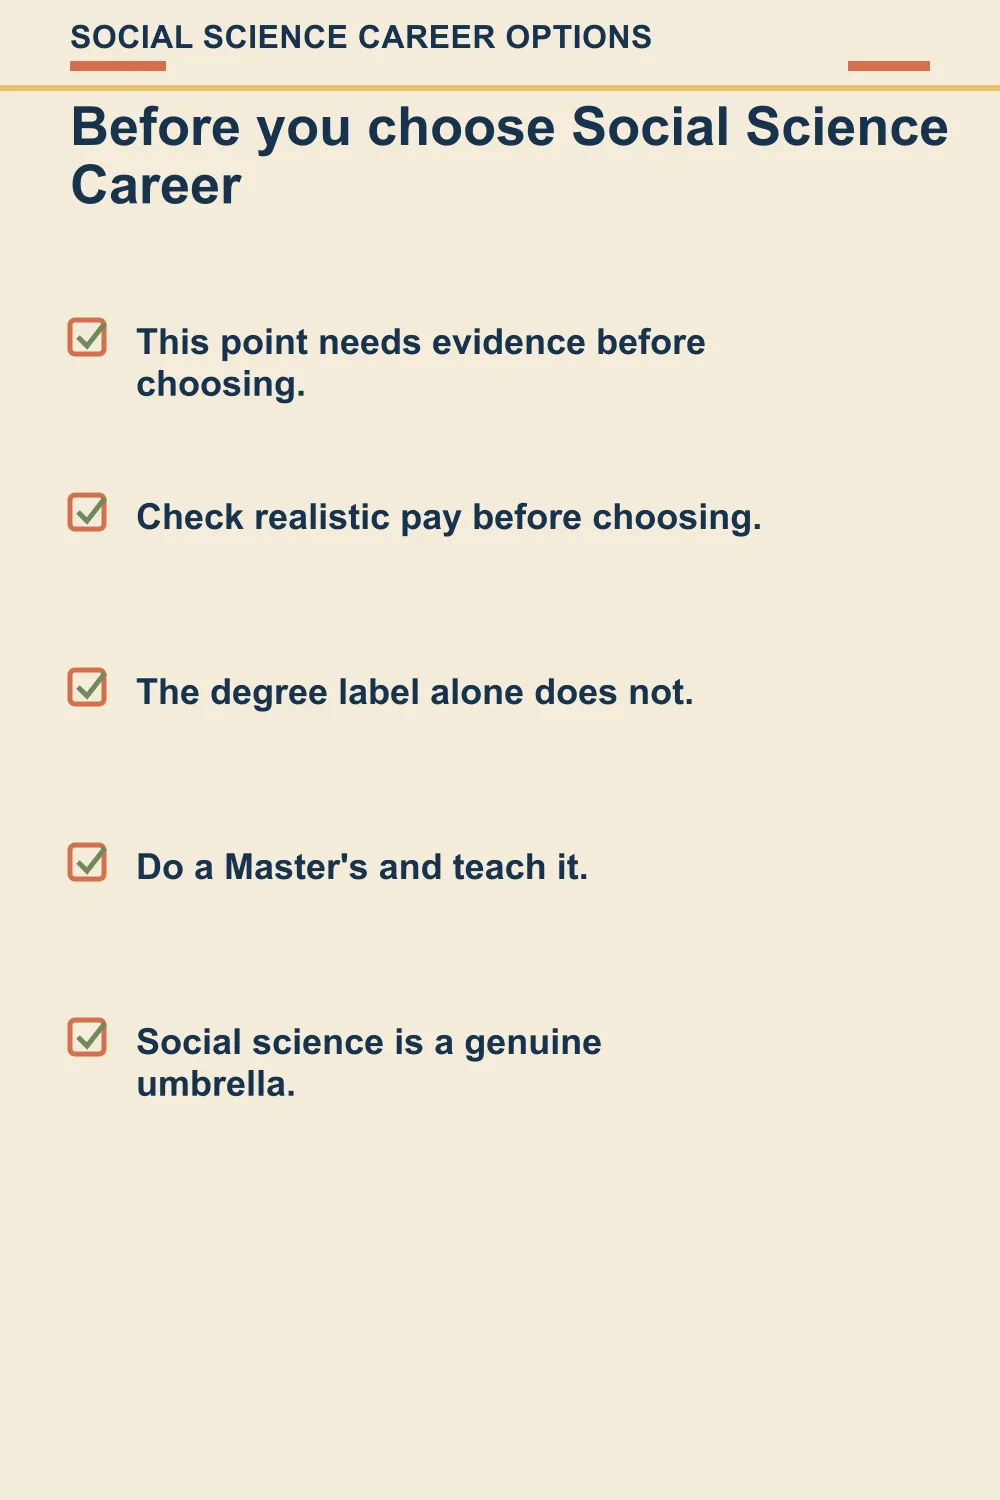 SOCIAL SCIENCE CAREER OPTIONS
Before you choose Social Science
Career
This point needs evidence before
choosing.
Check realistic pay before choosing.
The degree label alone does not.
Do a Master's and teach it.
Social science is a genuine
umbrella.